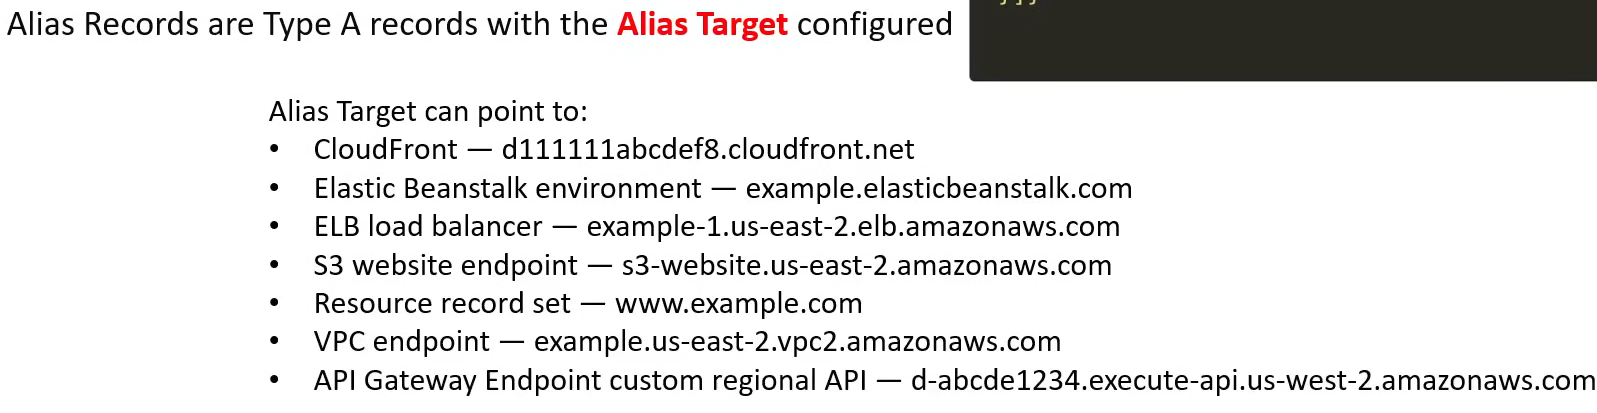 Alias Records are Type A records with the Alias Target configured
Alias Target can point to:
• CloudFront — d111111abcdef8.cloudfront.net
• Elastic Beanstalk environment — example.elasticbeanstalk.com
• ELB load balancer — example-1.us-east-2.elb.amazonaws.com
• S3 website endpoint — s3-website.us-east-2.amazonaws.com
• Resource record set — www.example.com
• VPC endpoint — example.us-east-2.vpc2.amazonaws.com
• API Gateway Endpoint custom regional API — d-abcde1234.execute-api.us-west-2.amazonaws.com